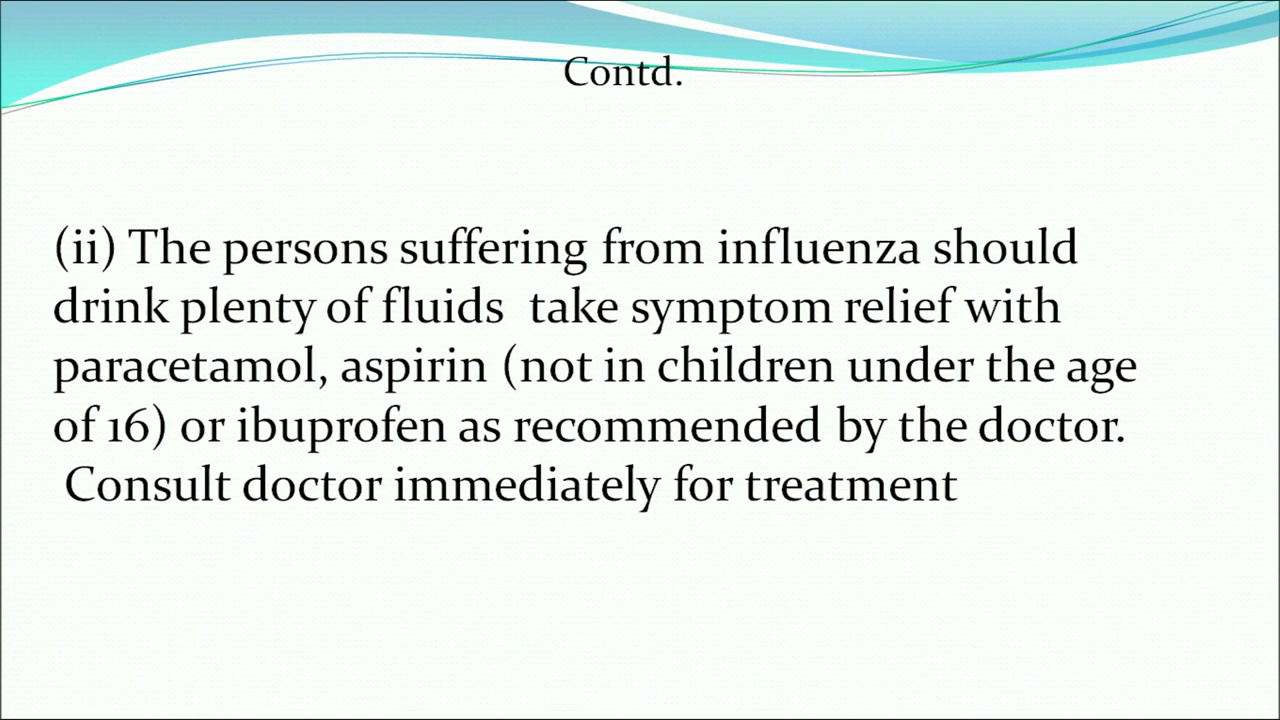 Contd.
(ii) The persons suffering from influenza should
drink plenty of fluids  take symptom relief with
paracetamol, aspirin (not in children under the age
of 16) or ibuprofen as recommended by the doctor.
Consult doctor immediately for treatment